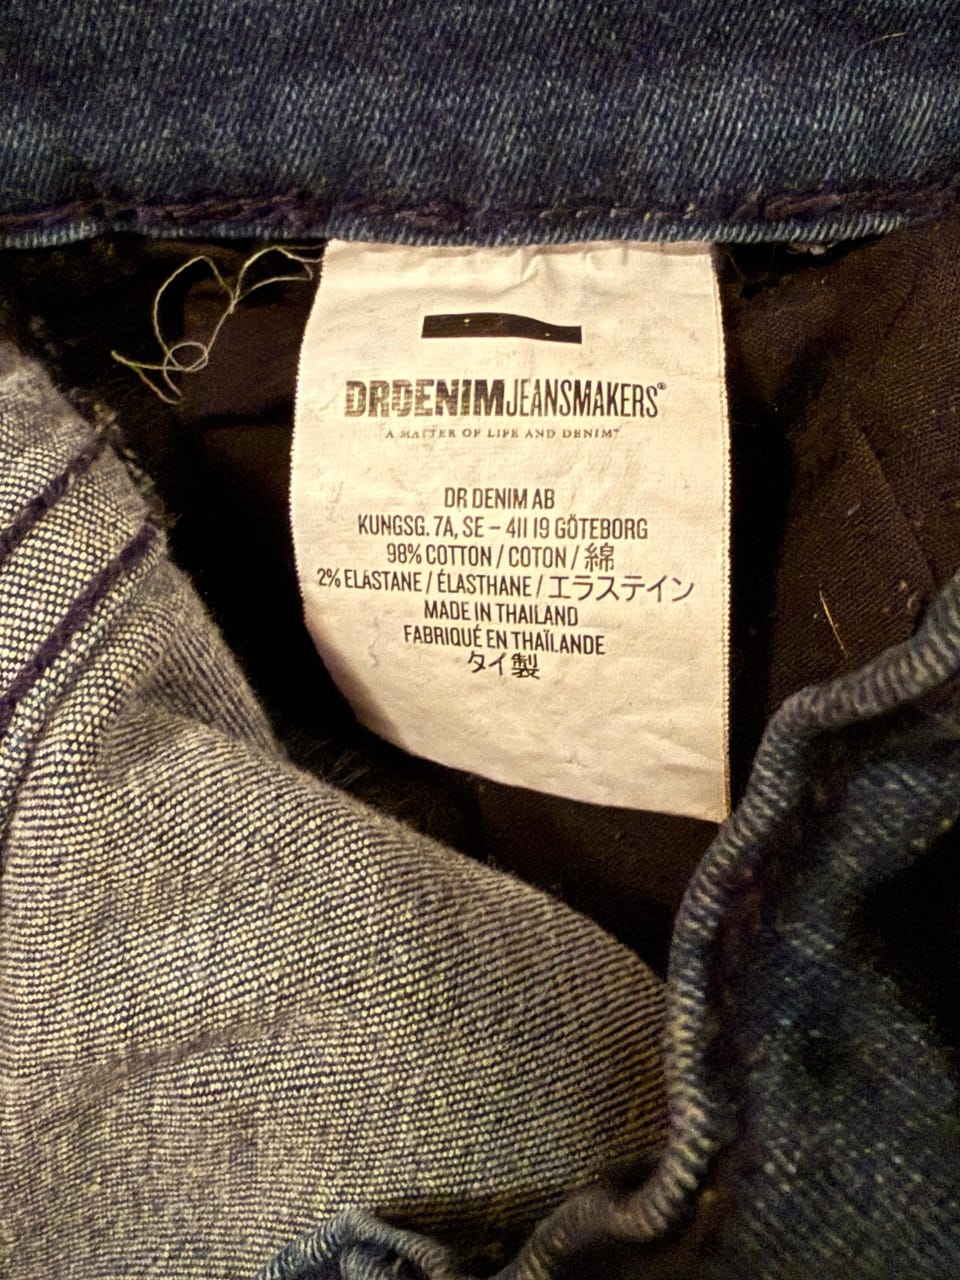 DRDENIMJEANSMAKERS®
A MATTER OF LIFE AND DENIM™
DR DENIM AB
KUNGSG. 7A, SE – 411 19 GÖTEBORG
98% COTTON / COTON / 綿
2% ELASTANE / ÉLASTHANE / エラステイン
MADE IN THAILAND
FABRIQUÉ EN THAÏLANDE
タイ製